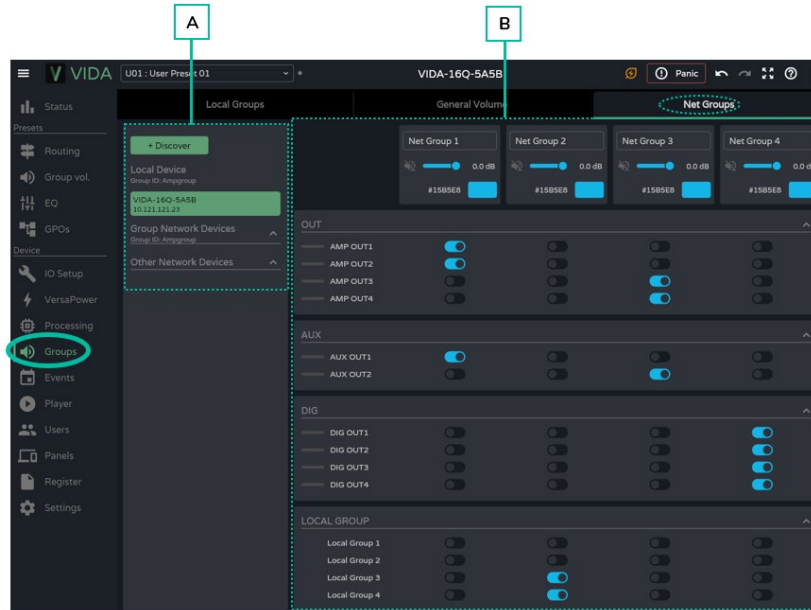 A
B
VIDA
U01 : User Preset 01
VIDA-16Q-5A5B
Panic
Status
Presets
Routing
Group vol.
EQ
GPOs
Device
IO Setup
VersaPower
Processing
Groups
Events
Player
Users
Panels
Register
Settings
Local Groups
General Volume
Net Groups
+ Discover
Local Device
Group ID: Ampgroup
VIDA-16Q-5A5B
10.121.121.23
Group Network Devices
Group ID: Ampgroup
Other Network Devices
Net Group 1
Net Group 2
Net Group 3
Net Group 4
0.0 dB
0.0 dB
0.0 dB
0.0 d
#15B5E8
#15B5E8
#15B5E8
#15B5E8
OUT
AMP OUT1
AMP OUT2
AMP OUT3
AMP OUT4
AUX
AUX OUT1
AUX OUT2
DIG
DIG OUT1
DIG OUT2
DIG OUT3
DIG OUT4
LOCAL GROUP
Local Group 1
Local Group 2
Local Group 3
Local Group 4